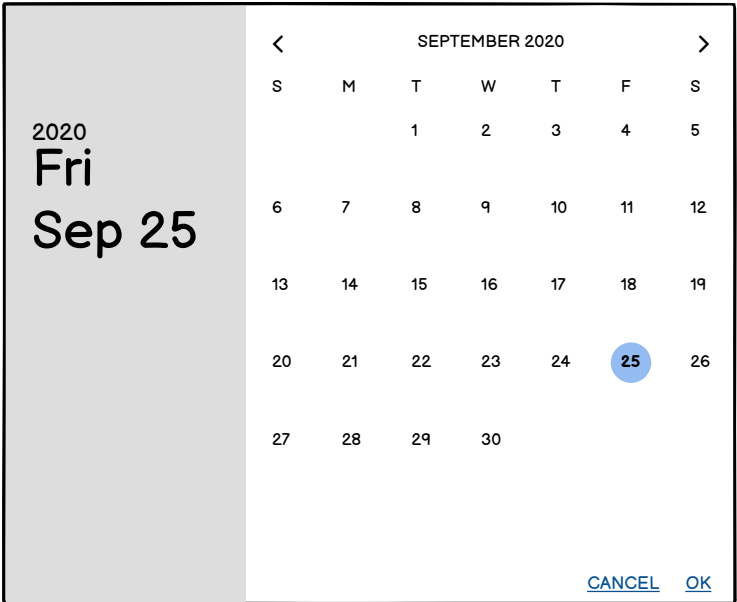 2020
Fri
Sep 25
SEPTEMBER 2020
S M T W T F S
1 2 3 4 5
6 7 8 9 10 11 12
13 14 15 16 17 18 19
20 21 22 23 24 25 26
27 28 29 30
CANCEL OK